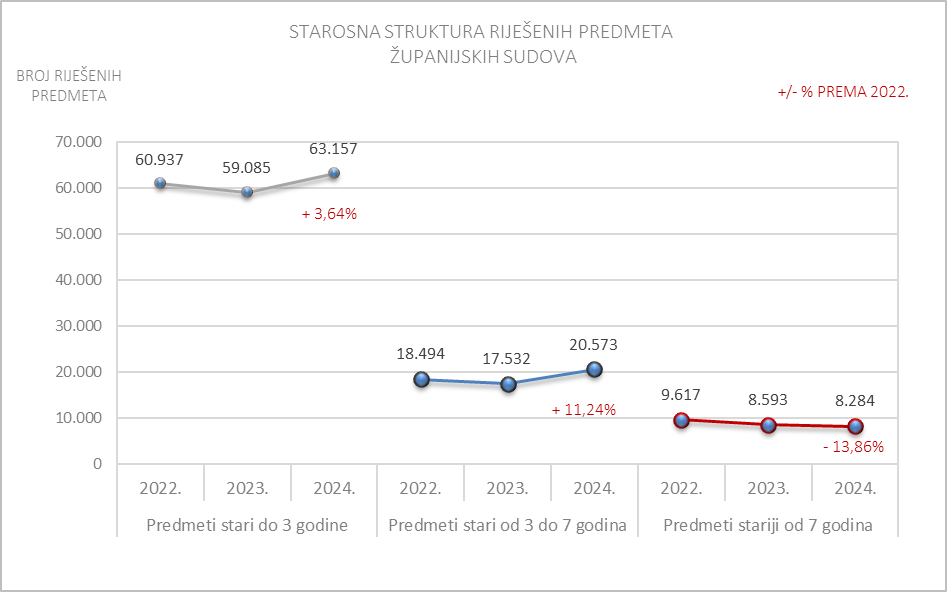 STAROSNA STRUKTURA RIJEŠENIH PREDMETA
ŽUPANIJSKIH SUDOVA
BROJ RIJEŠENIH
PREDMETA
+/- % PREMA 2022.
70.000
60.000
50.000
40.000
30.000
20.000
10.000
0
60.937
59.085
63.157
+ 3,64%
18.494
17.532
20.573
+ 11,24%
9.617
8.593
8.284
- 13,86%
2022. 2023. 2024. 2022. 2023. 2024. 2022. 2023. 2024.
Predmeti stari do 3 godine Predmeti stari od 3 do 7 godina Predmeti stariji od 7 godina